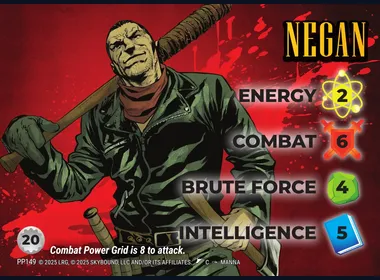 NEGAN
ENERGY 2
COMBAT 6
BRUTE FORCE 4
INTELLIGENCE 5
20
Combat Power Grid is 8 to attack.
PP149 © 2025 LRG, © 2025 SKYBOUND, LLC AND/OR ITS AFFILIATES. C – MANNA